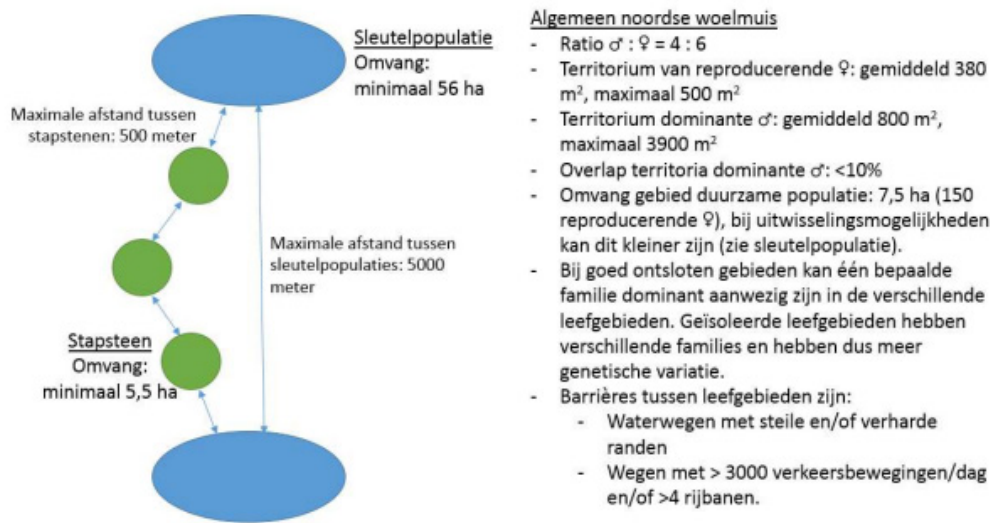 Sleutelpopulatie
Omvang:
minimaal 56 ha
Maximale afstand tussen
stapstenen: 500 meter
Maximale afstand tussen
sleutelpopulaties: 5000
meter
Stapsteen
Omvang:
minimaal 5,5 ha
Algemeen noordse woelmuis
- Ratio ♂ : ♀ = 4 : 6
- Territorium van reproducerende ♀: gemiddeld 380
m², maximaal 500 m²
- Territorium dominante ♂: gemiddeld 800 m²,
maximaal 3900 m²
- Overlap territoria dominante ♂: <10%
- Omvang gebied duurzame populatie: 7,5 ha (150
reproducerende ♀), bij uitwisselingsmogelijkheden
kan dit kleiner zijn (zie sleutelpopulatie).
- Bij goed ontsloten gebieden kan één bepaalde
familie dominant aanwezig zijn in de verschillende
leefgebieden. Geïsoleerde leefgebieden hebben
verschillende families en hebben dus meer
genetische variatie.
- Barrières tussen leefgebieden zijn:
- Waterwegen met steile en/of verharde
randen
- Wegen met > 3000 verkeersbewegingen/dag
en/of >4 rijbanen.